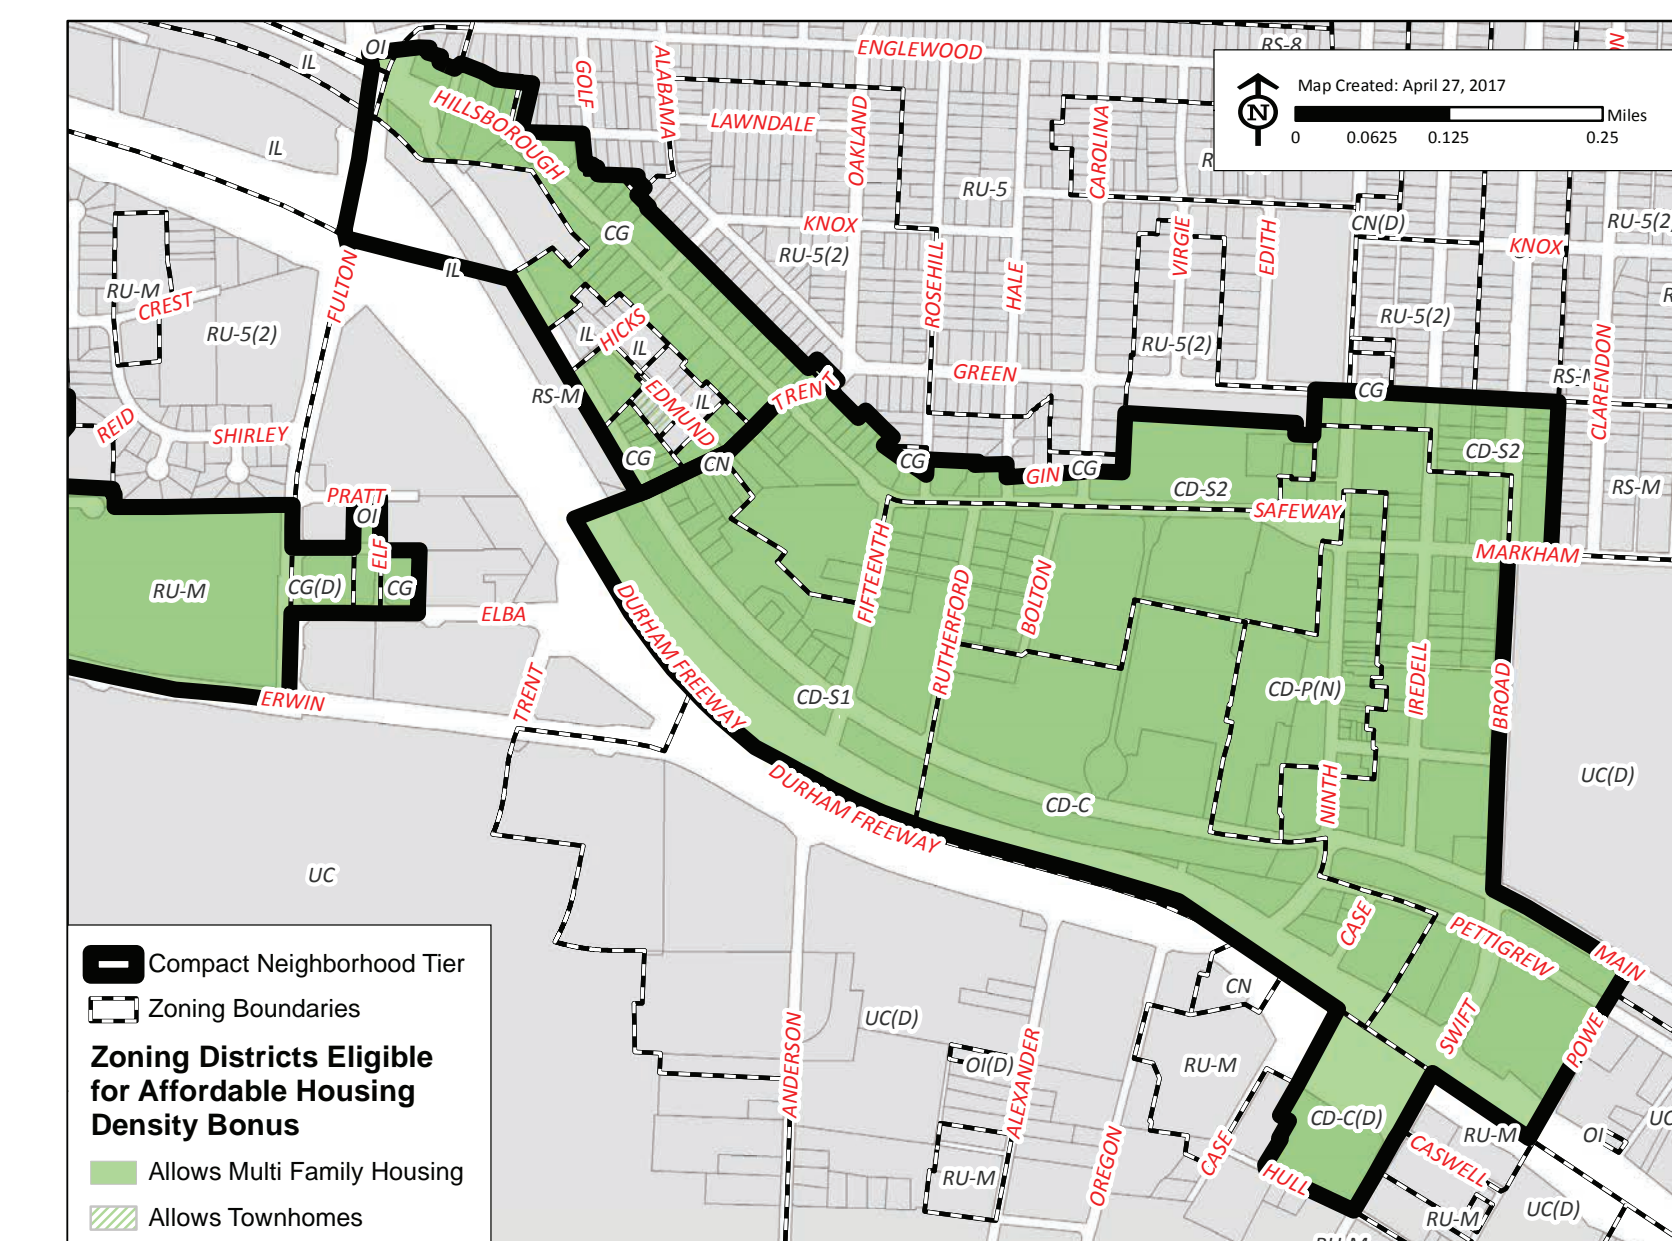 ENGLEWOOD
RS-8
OI
IL
GOLF
ALABAMA
HILLSBOROUGH
LAWNDALE
OAKLAND
CAROLINA
Map Created: April 27, 2017
N
Miles
0 0.0625 0.125 0.25
IL
RU-5
CG
KNOX
RU-5(2)
ROSEHILL
HALE
VIRGIE
EDITH
CN(D)
KNOX
RU-5(2)
FULTON
IL
RU-M
CREST
RU-5(2)
IL
HICKS
IL
RU-5(2)
RU-5(2)
CLARENDON
GREEN
TRENT
RS-M
EDMUND
IL
CG
RS-M
REID
SHIRLEY
CG
CN
CG
GIN
CG
CD-S2
CD-S2
RS-M
PRATT
OI
SAFEWAY
MARKHAM
ELF
FIFTEENTH
RUTHERFORD
BOLTON
RU-M
CG(D)
CG
ELBA
DURHAM FREEWAY
ERWIN
TRENT
CD-S1
CD-P(N)
IREDELL
BROAD
DURHAM FREEWAY
CD-C
NINTH
UC(D)
UC
CASE
PETTIGREW
MAIN
CN
SWIFT
POWE
ANDERSON
UC(D)
OI(D)
ALEXANDER
RU-M
OREGON
CASE
CD-C(D)
RU-M
OI
UC
CASWELL
HULL
RU-M
RU-M
UC(D)
RU-M
Compact Neighborhood Tier
Zoning Boundaries
Zoning Districts Eligible
for Affordable Housing
Density Bonus
Allows Multi Family Housing
Allows Townhomes